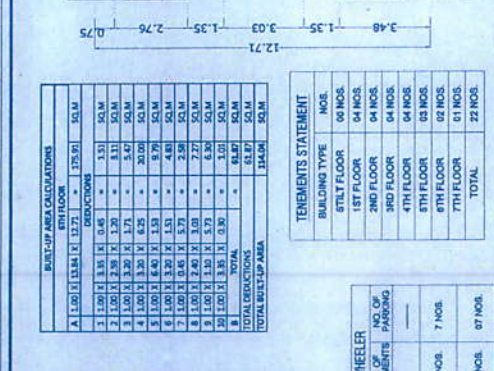 0.75 2.76 1.35 3.03 1.35 3.48
12.71
BUILT-UP AREA CALCULATIONS
6TH FLOOR
A 1.00 X 13.84 X 12.71 = 175.91 SQ.M
DEDUCTIONS
1 1.00 X 3.35 X 0.45 = 1.51 SQ.M
2 1.00 X 2.59 X 1.20 = 3.11 SQ.M
3 1.00 X 3.20 X 1.71 = 5.47 SQ.M
4 1.00 X 3.20 X 6.25 = 20.00 SQ.M
5 1.00 X 6.40 X 1.53 = 9.79 SQ.M
6 1.00 X 3.20 X 1.51 = 4.83 SQ.M
7 1.00 X 0.45 X 5.73 = 2.58 SQ.M
8 1.00 X 2.40 X 3.03 = 7.27 SQ.M
9 1.00 X 1.10 X 5.73 = 6.30 SQ.M
10 1.00 X 3.35 X 0.30 = 1.01 SQ.M
B TOTAL = 61.87 SQ.M
TOTAL DEDUCTIONS 61.87 SQ.M
TOTAL BUILT-UP AREA 114.04 SQ.M
TENEMENTS STATEMENT
BUILDING TYPE NOS.
STILT FLOOR 00 NOS.
1ST FLOOR 04 NOS.
2ND FLOOR 04 NOS.
3RD FLOOR 04 NOS.
4TH FLOOR 04 NOS.
5TH FLOOR 03 NOS.
6TH FLOOR 02 NOS.
7TH FLOOR 01 NOS.
TOTAL 22 NOS.
WHEELER
OF NO. OF
MENTS PARKING
NOS. 7 NOS.
NOS. 07 NOS.